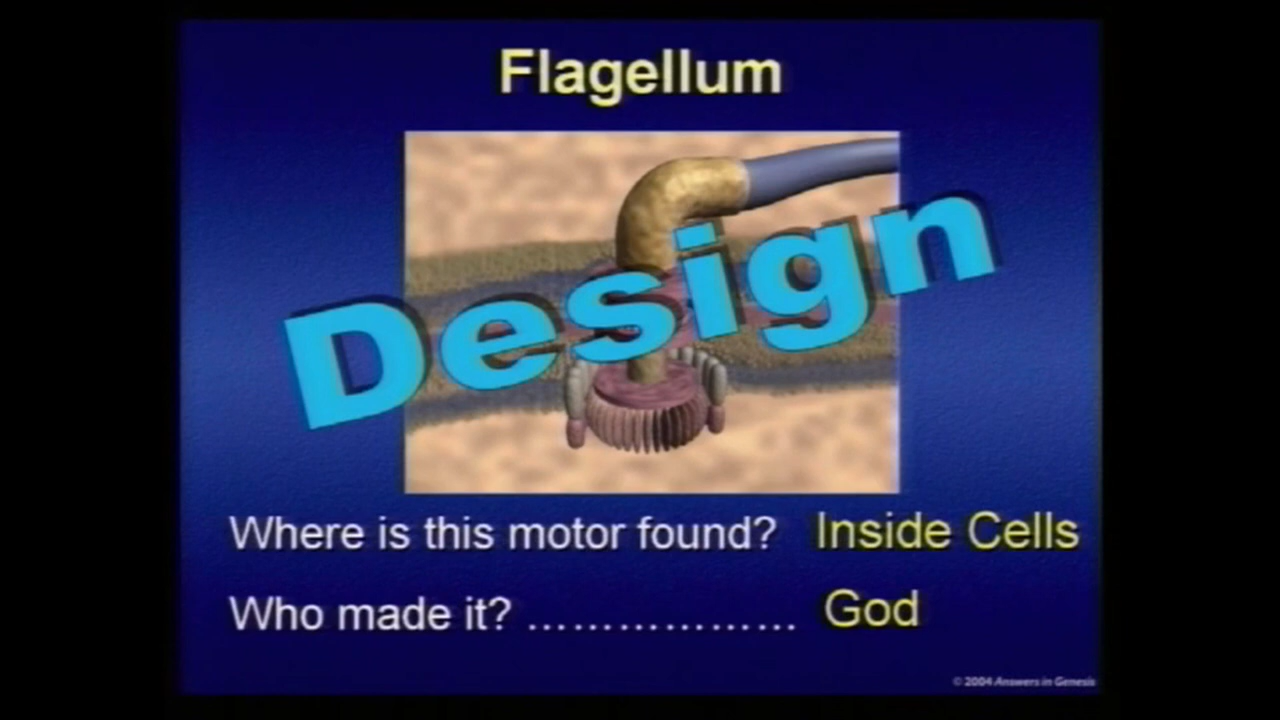 Flagellum
Design
Where is this motor found? Inside Cells
Who made it? .................. God
© 2004 Answers in Genesis